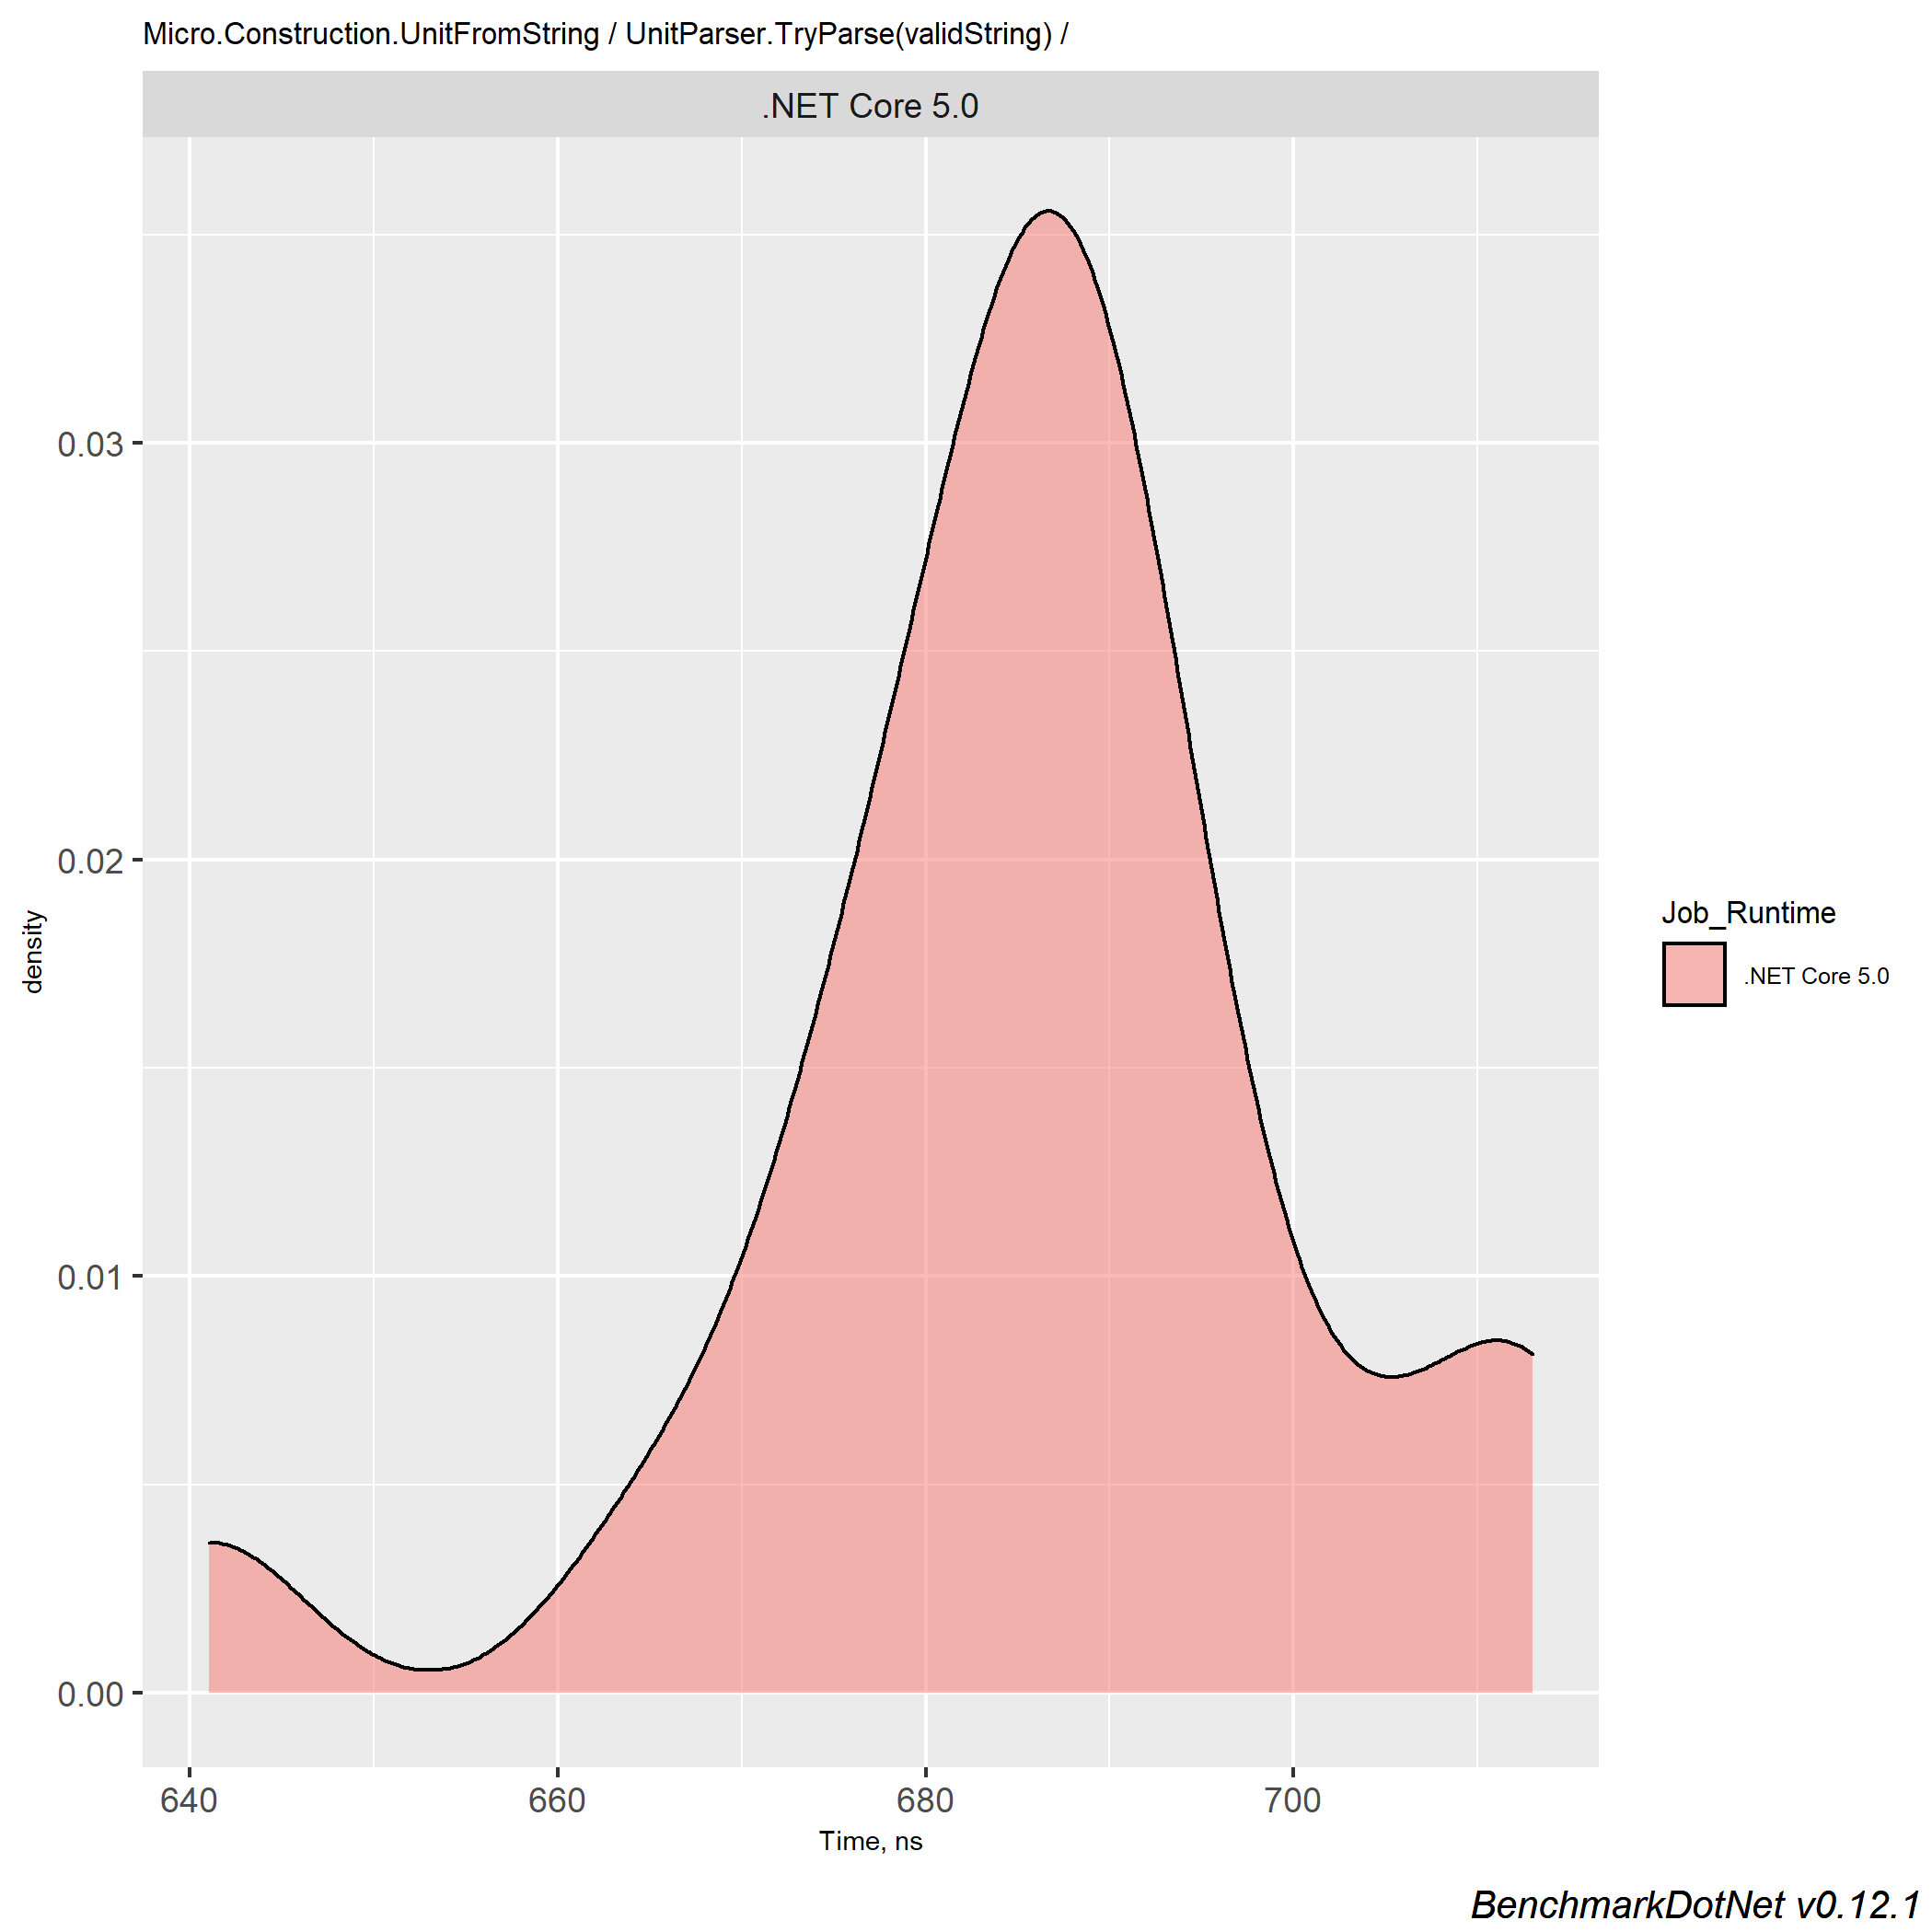 Micro.Construction.UnitFromString / UnitParser.TryParse(validString) /
.NET Core 5.0
0.03
0.02
0.01
0.00
density
640 660 680 700
Time, ns
Job_Runtime
.NET Core 5.0
BenchmarkDotNet v0.12.1